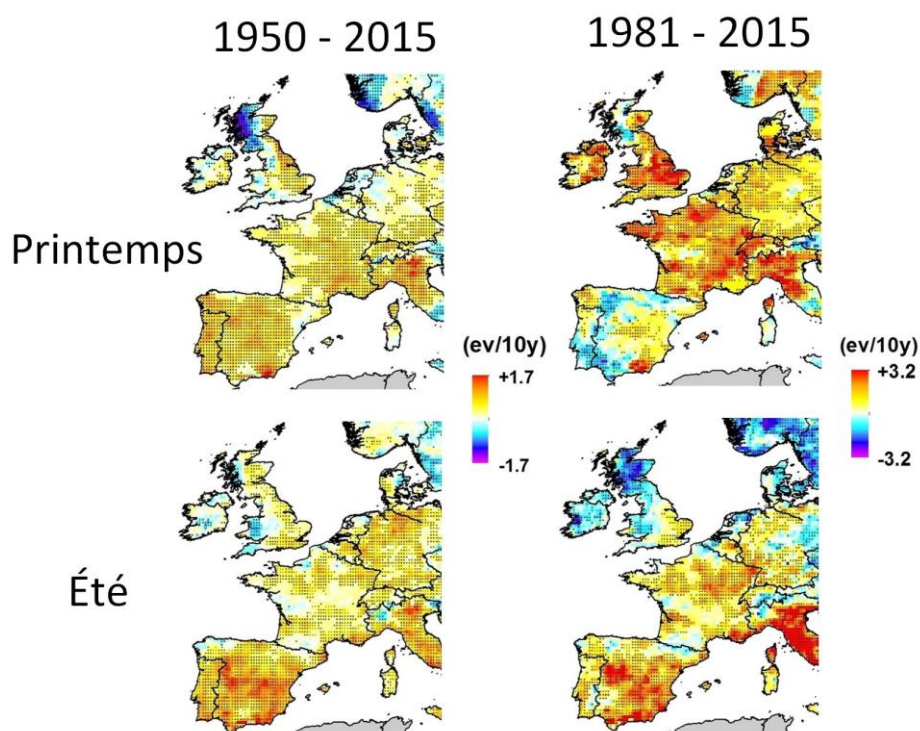 1950 - 2015
1981 - 2015
Printemps
(ev/10y)
+1.7
-1.7
(ev/10y)
+3.2
-3.2
Été